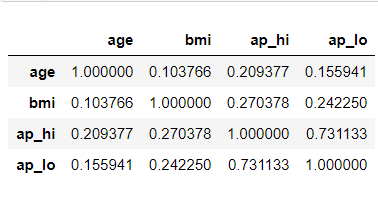 age bmi ap_hi ap_lo
age 1.000000 0.103766 0.209377 0.155941
bmi 0.103766 1.000000 0.270378 0.242250
ap_hi 0.209377 0.270378 1.000000 0.731133
ap_lo 0.155941 0.242250 0.731133 1.000000